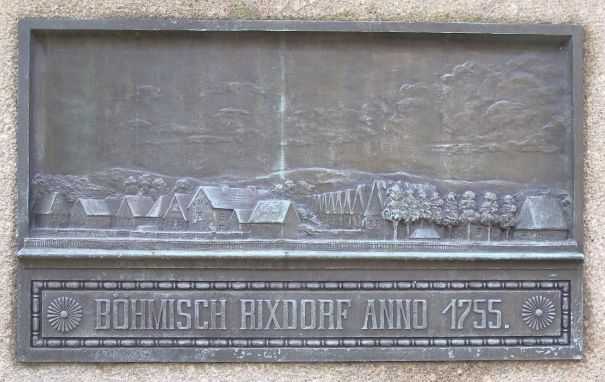 BÖHMISCH RIXDORF ANNO 1755.